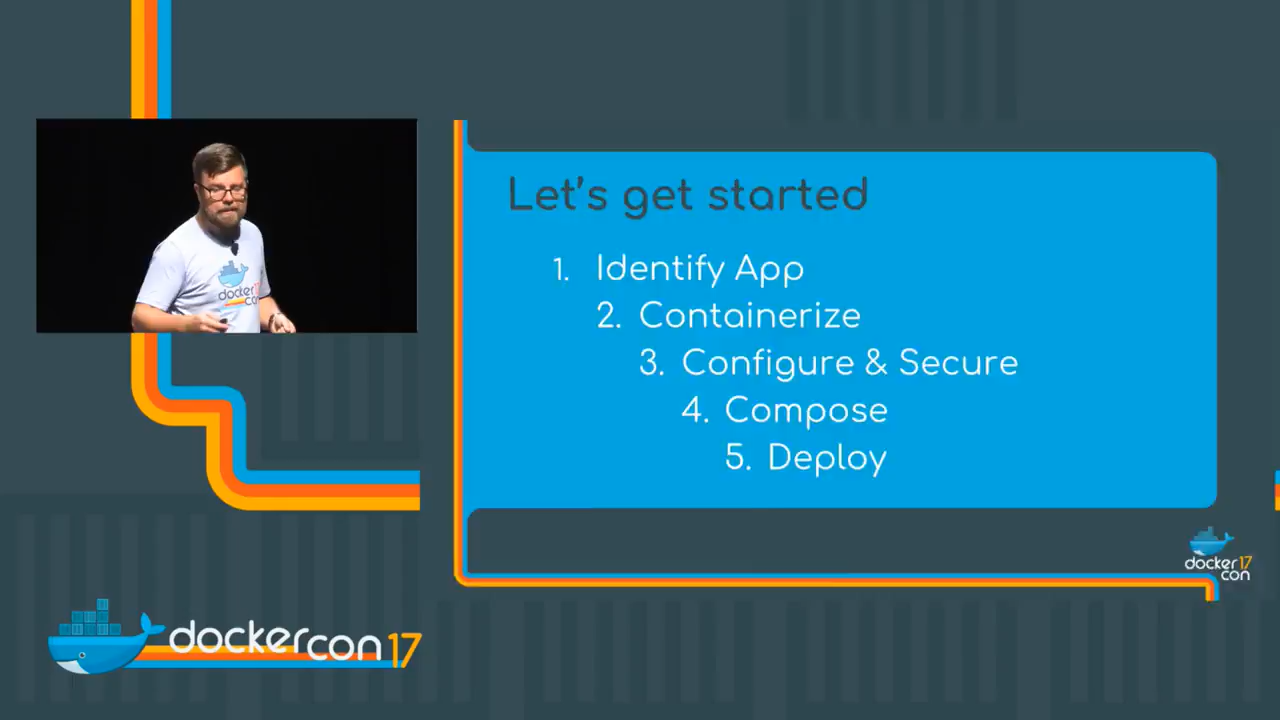 Let's get started
1. Identify App
2. Containerize
3. Configure & Secure
4. Compose
5. Deploy
docker
con
docker 17
con
dockercon 17